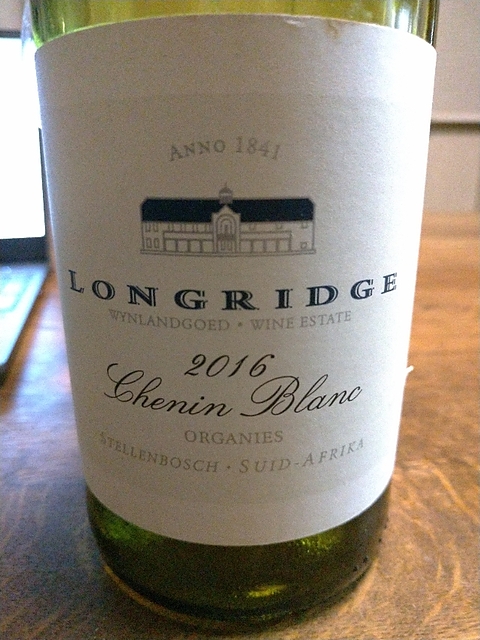 ANNO 1841
LONGRIDGE
WYNLANDGOED • WINE ESTATE
2016
Chenin Blanc
ORGANIES
STELLENBOSCH • SUID-AFRIKA